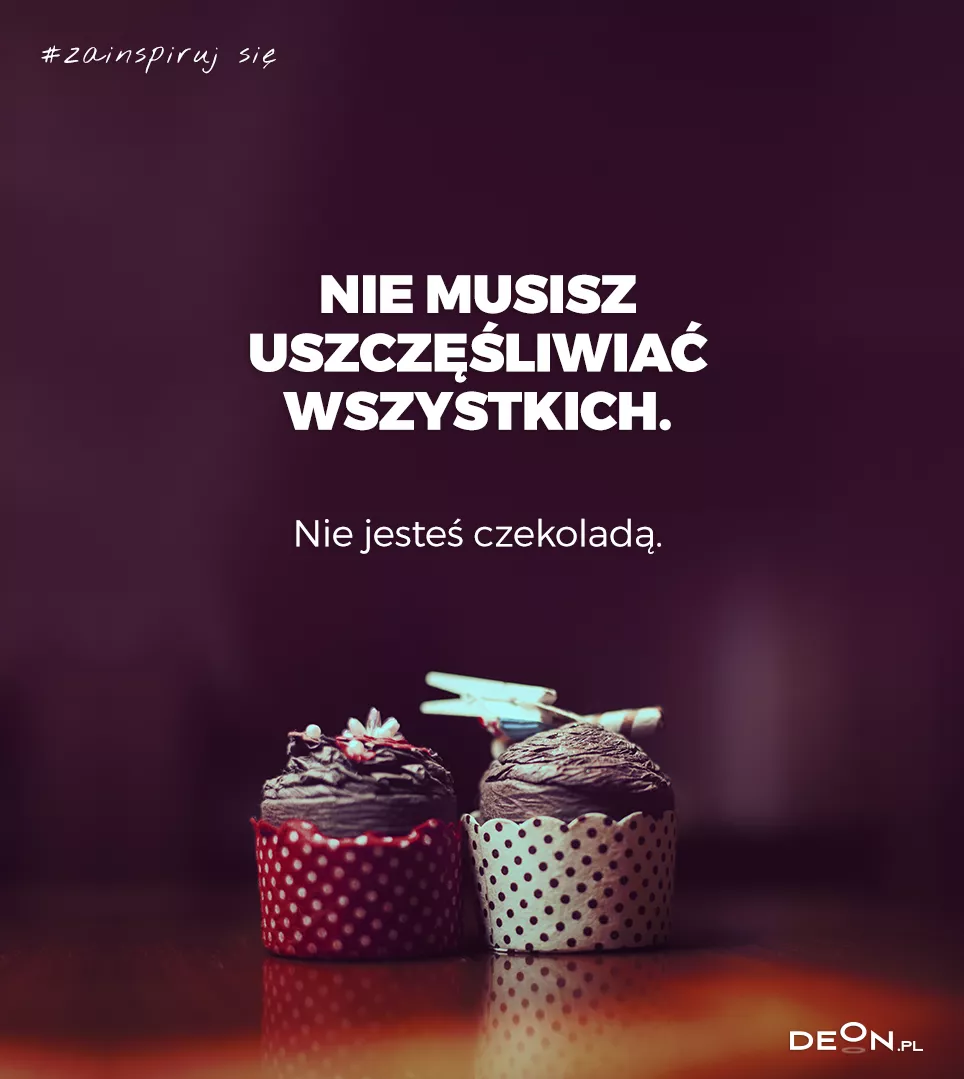 #zainspiruj się
NIE MUSISZ
USZCZĘŚLIWIAĆ
WSZYSTKICH.
Nie jesteś czekoladą.
DEON.PL